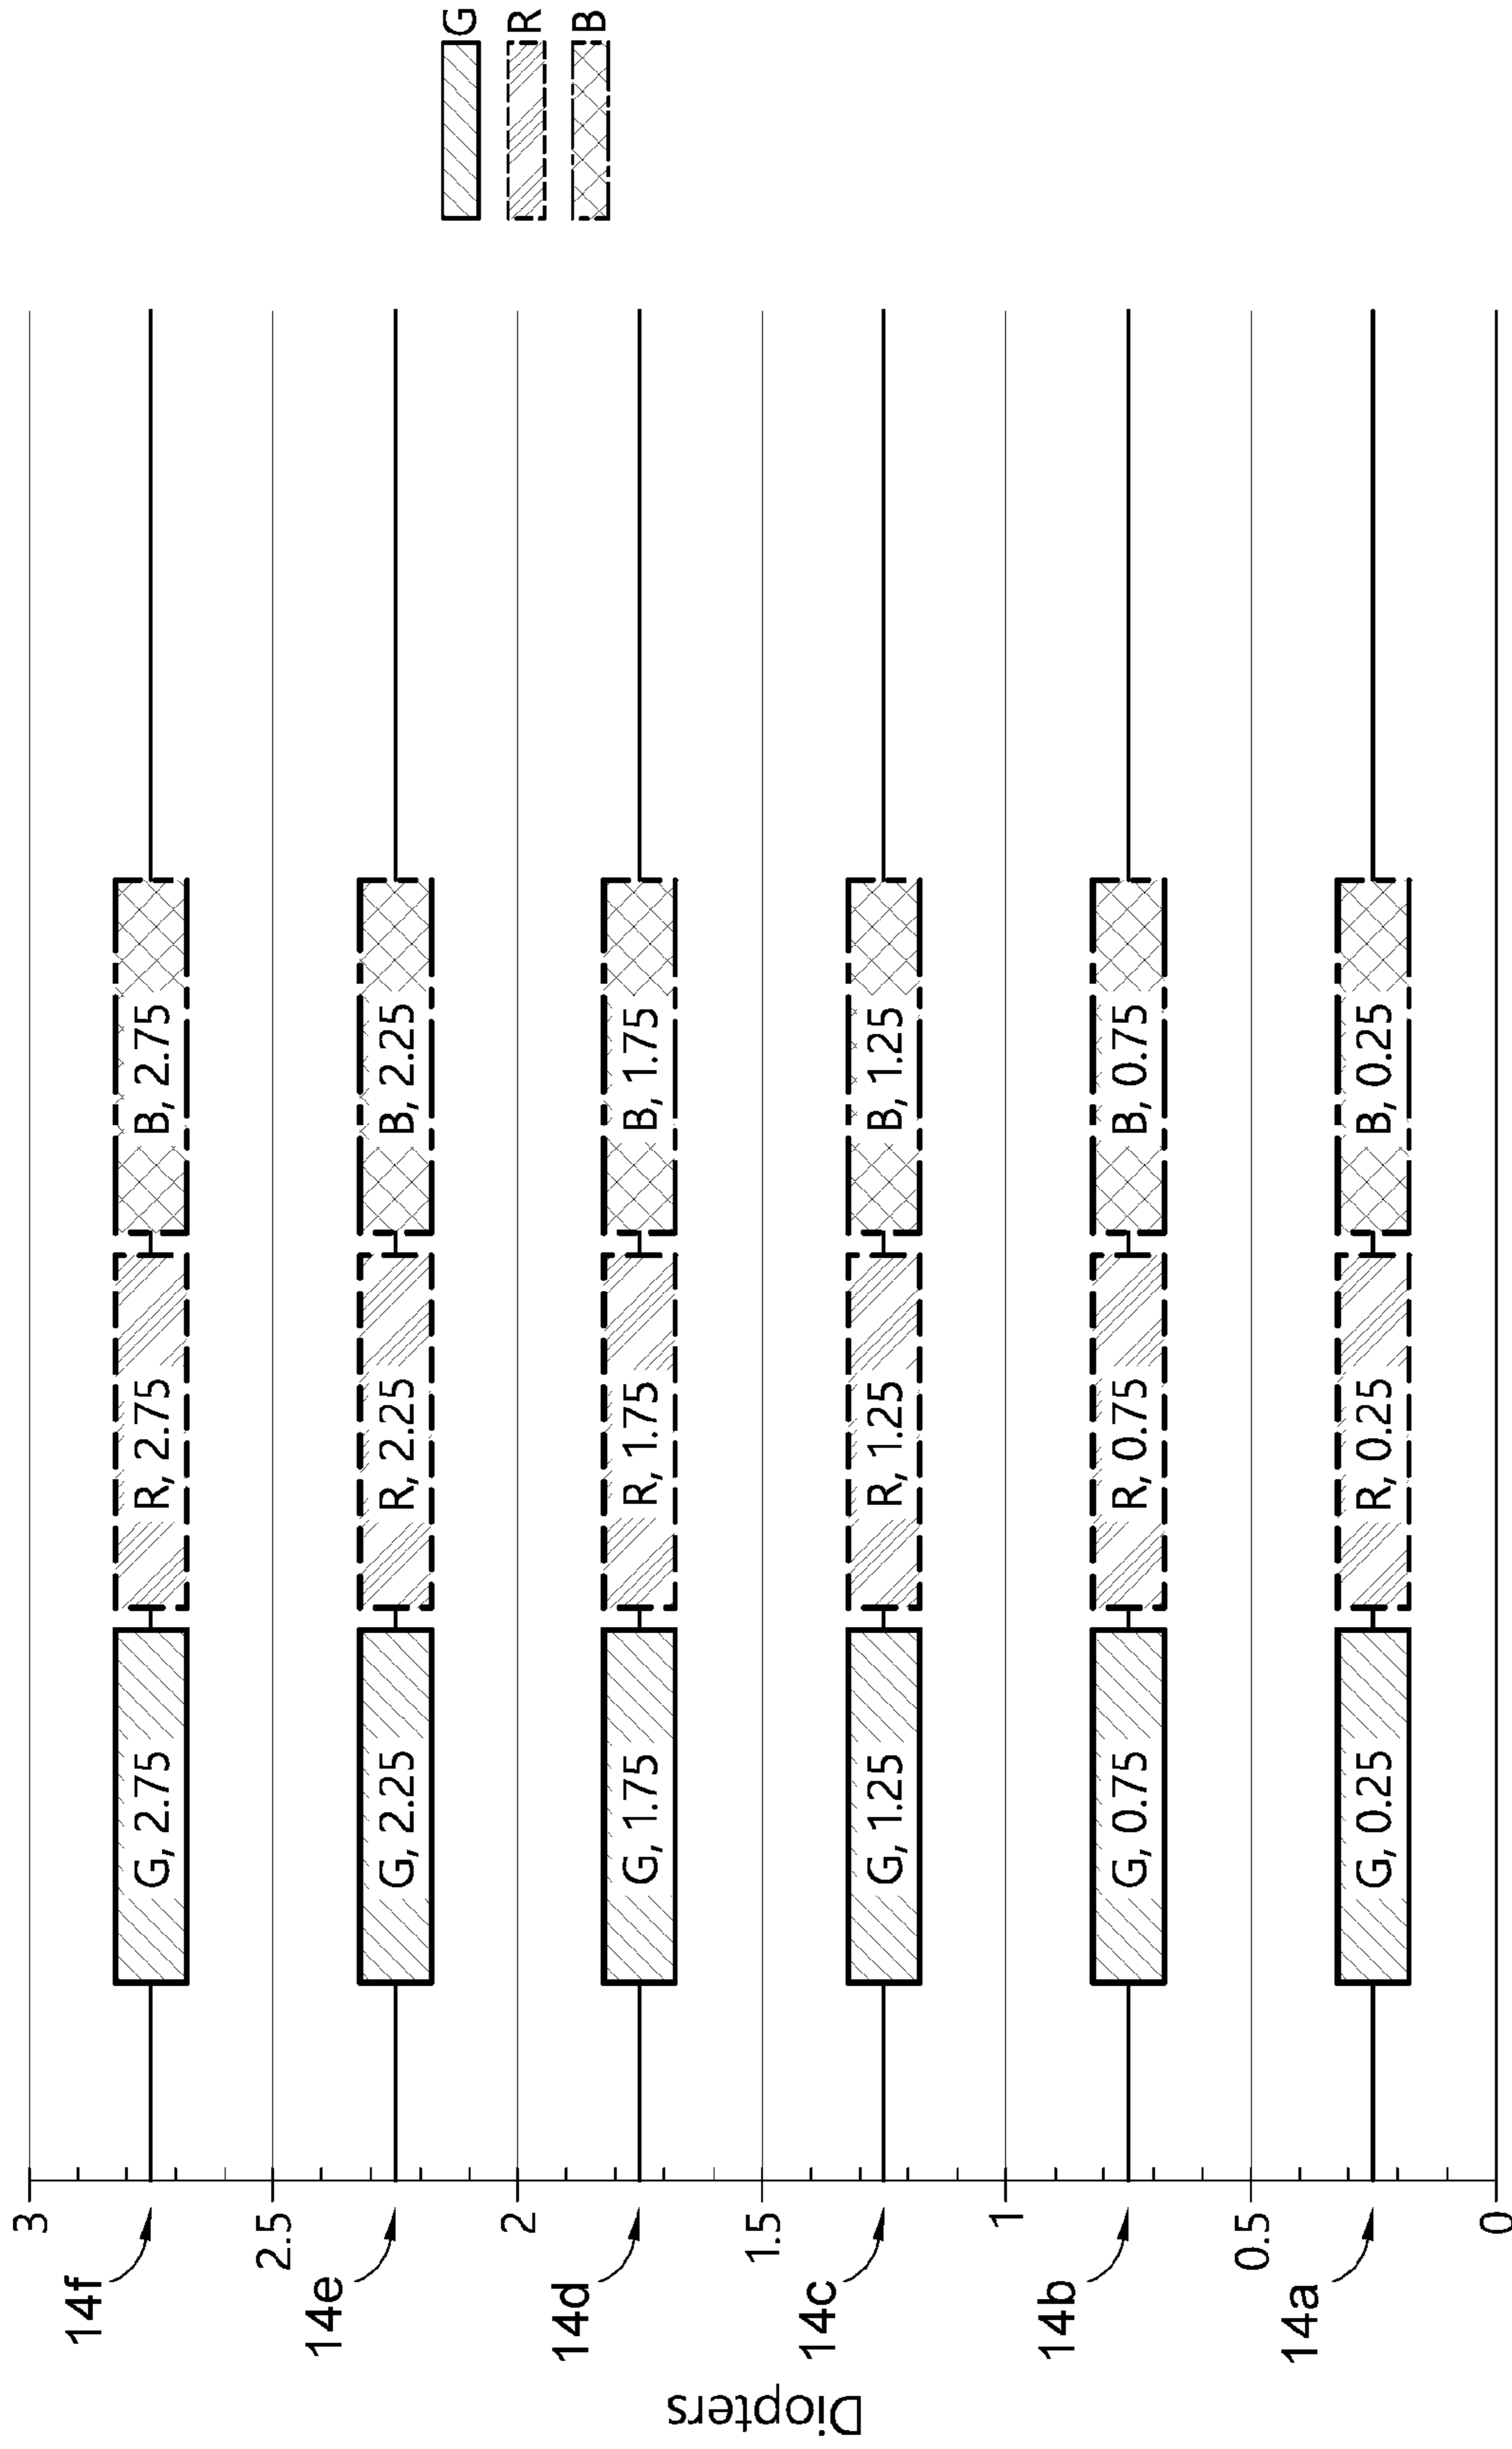 G
R
B
3
14f
G, 2.75
R, 2.75
B, 2.75
2.5
14e
G, 2.25
R, 2.25
B, 2.25
2
14d
G, 1.75
R, 1.75
B, 1.75
1.5
14c
G, 1.25
R, 1.25
B, 1.25
1
14b
G, 0.75
R, 0.75
B, 0.75
0.5
14a
G, 0.25
R, 0.25
B, 0.25
0
Diopters